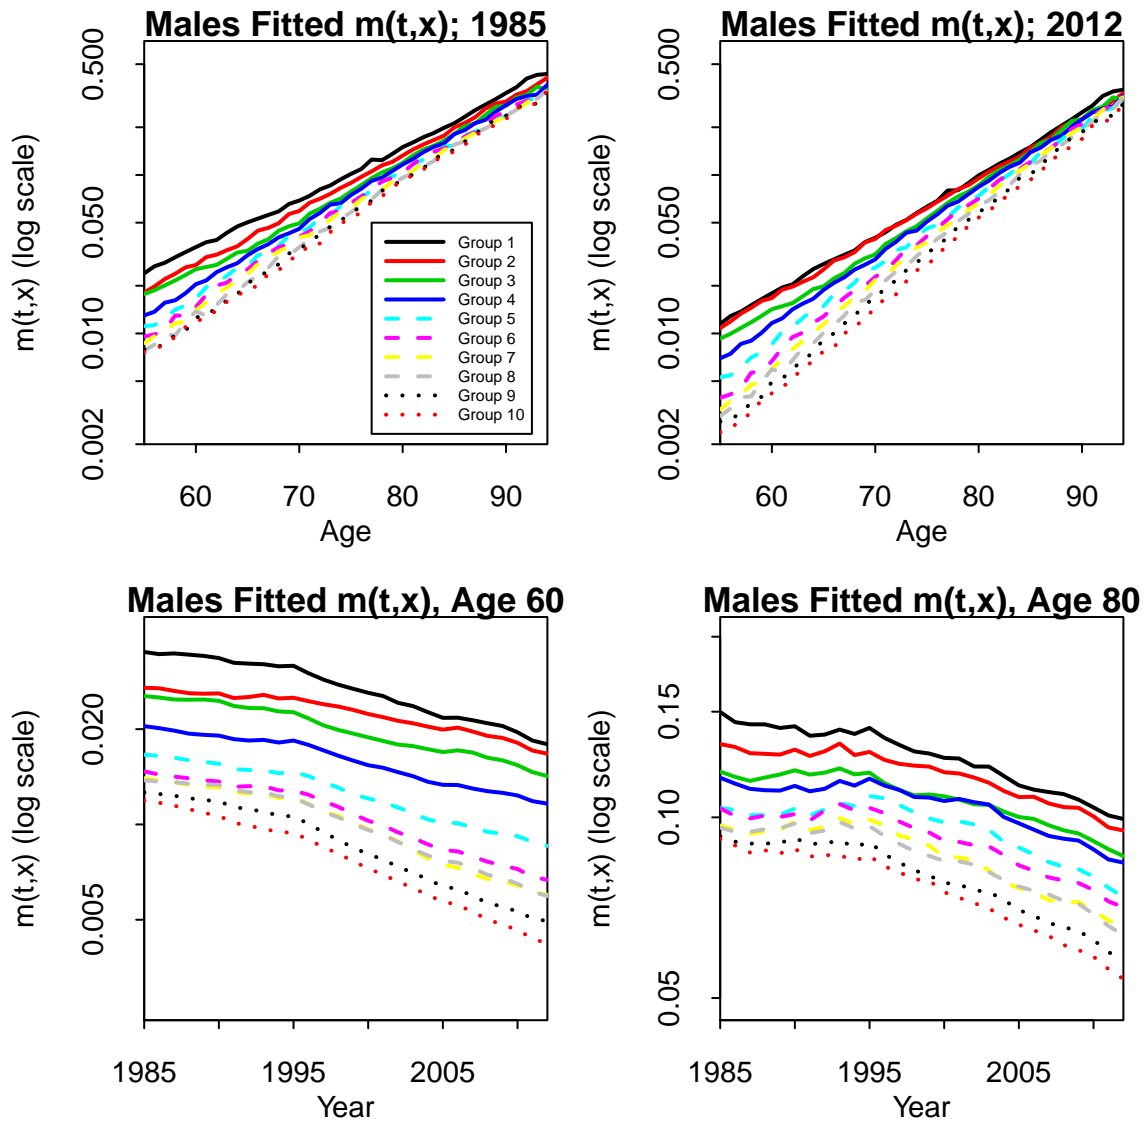 Males Fitted m(t,x); 1985
m(t,x) (log scale)
0.500
0.050
0.010
0.002
Group 1
Group 2
Group 3
Group 4
Group 5
Group 6
Group 7
Group 8
Group 9
Group 10
60 70 80 90
Age
Males Fitted m(t,x); 2012
m(t,x) (log scale)
0.500
0.050
0.010
0.002
60 70 80 90
Age
Males Fitted m(t,x), Age 60
m(t,x) (log scale)
0.020
0.005
1985 1995 2005
Year
Males Fitted m(t,x), Age 80
m(t,x) (log scale)
0.15
0.10
0.05
1985 1995 2005
Year